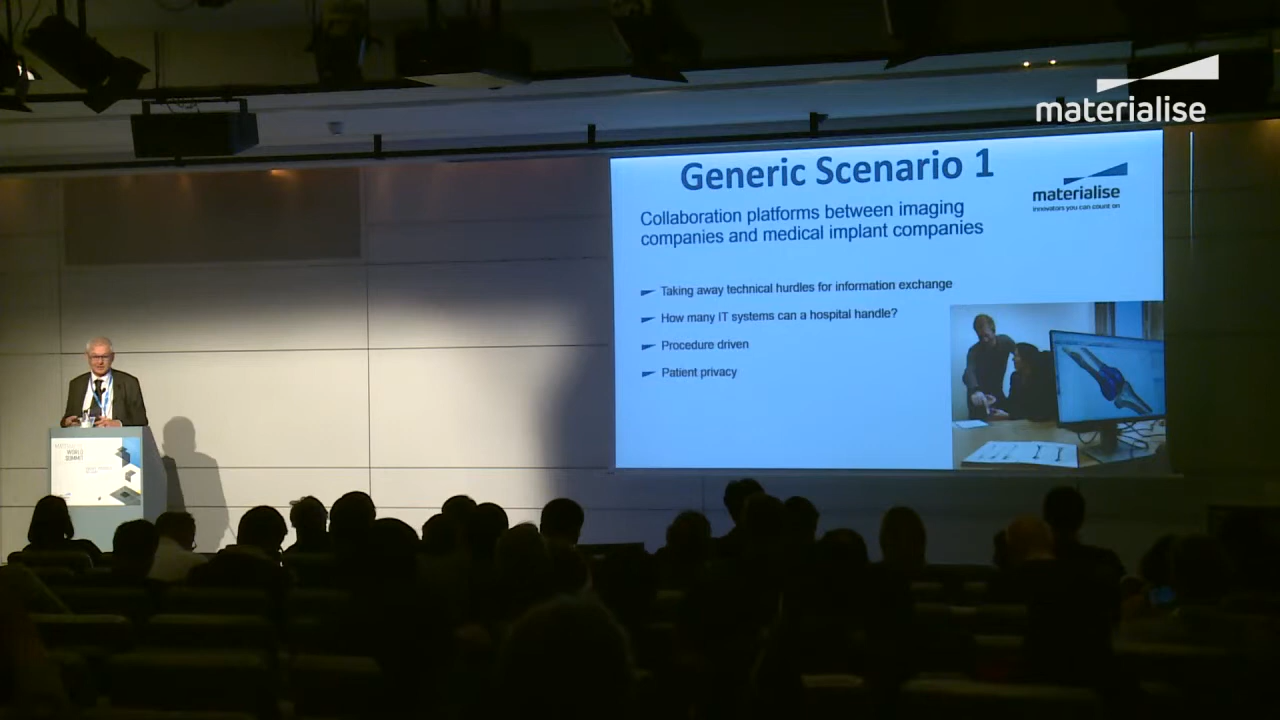 materialise
Generic Scenario 1
materialise
innovators you can count on
Collaboration platforms between imaging
companies and medical implant companies
Taking away technical hurdles for information exchange
How many IT systems can a hospital handle?
Procedure driven
Patient privacy
WORLD
SUMMIT